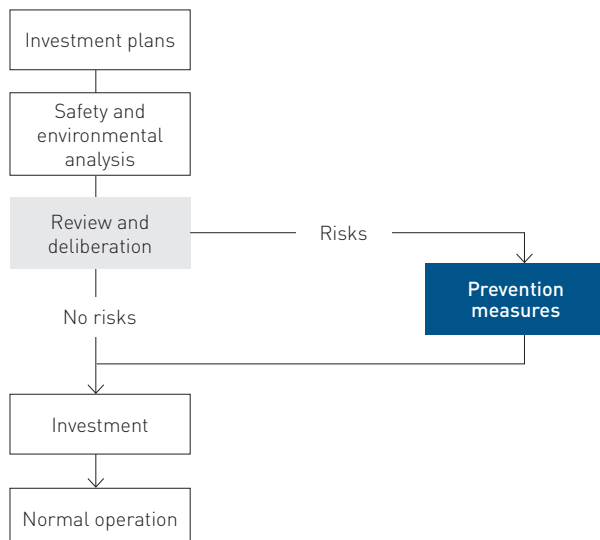 Investment plans
Safety and
environmental
analysis
Review and
deliberation
Risks
Prevention
measures
No risks
Investment
Normal operation